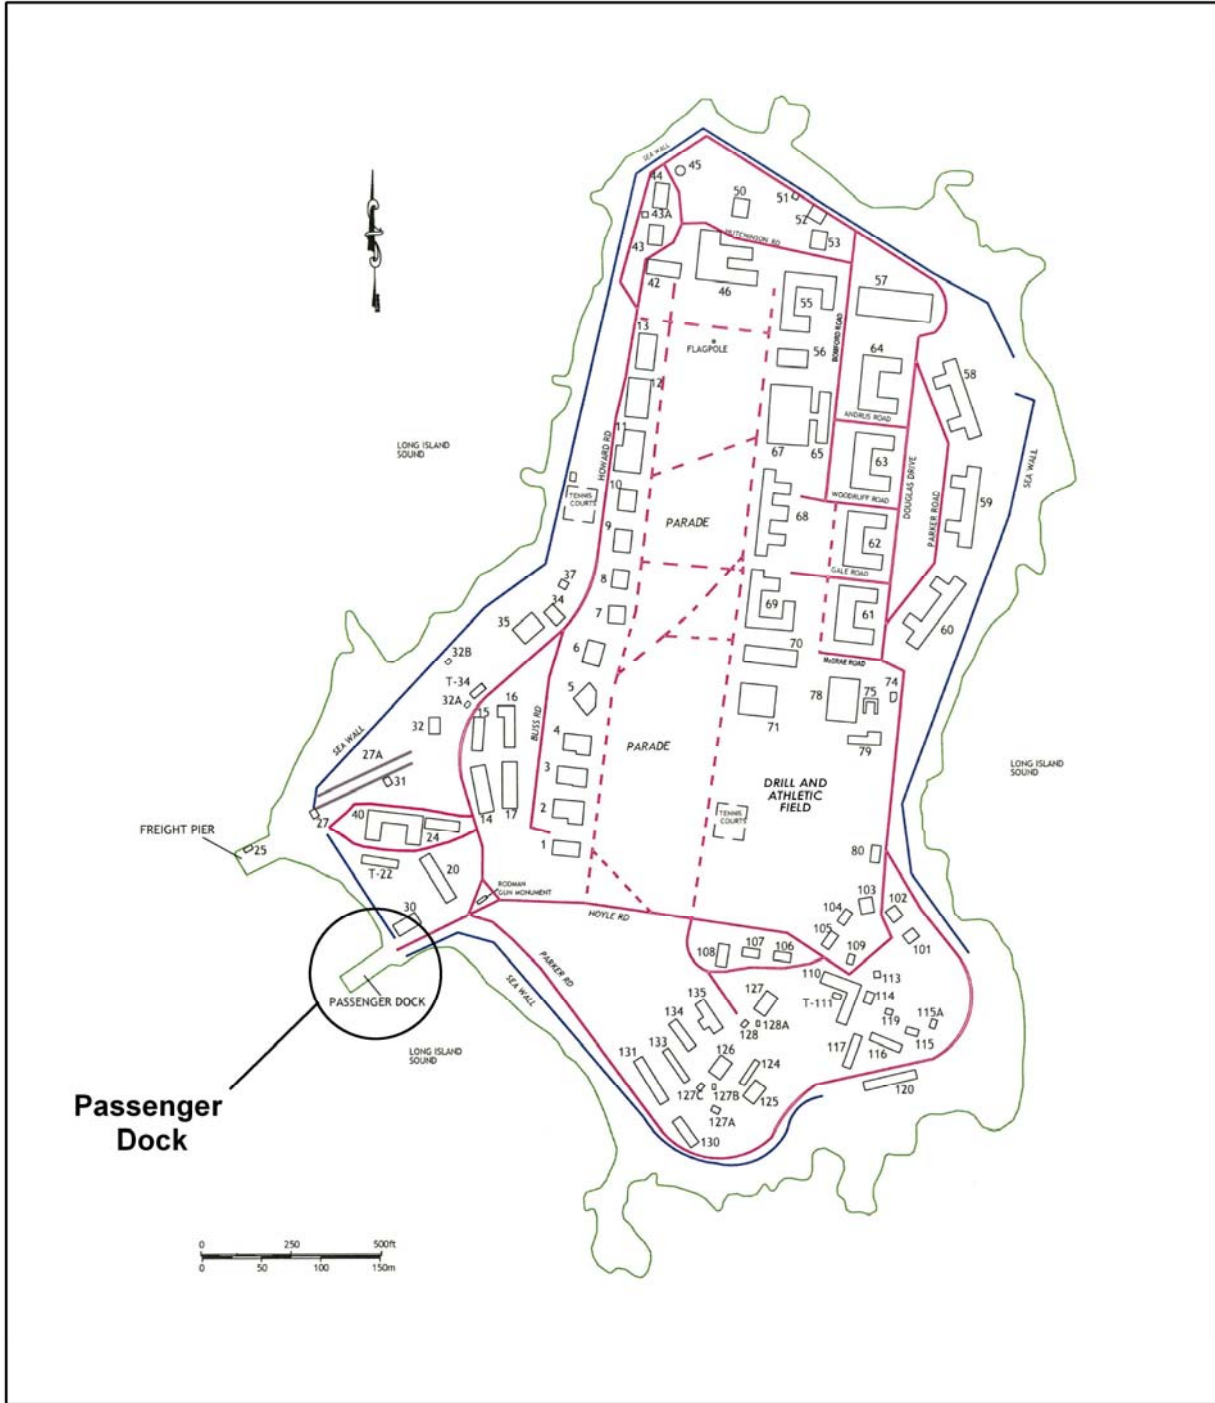 SEA WALL
44
45
50
51
43A
52
43
HUTCHINSON RD
53
42
46
57
55
13
BOMFORD ROAD
FLAGPOLE
56
64
58
12
ANDRUS ROAD
11
LONG ISLAND
SOUND
HOWARD RD
67
65
63
DOUGLAS DRIVE
SEA WALL
10
TENNIS
COURTS
WOODRUFF ROAD
59
PARADE
68
PARKER ROAD
9
62
8
GALE ROAD
37
34
7
69
61
60
35
6
70
McGRAE ROAD
32B
T-34
5
74
32A
16
78
75
15
71
32
BLISS RD
4
SEA WALL
PARADE
79
27A
3
LONG ISLAND
SOUND
31
DRILL AND
ATHLETIC
FIELD
2
14
17
27
40
24
TENNIS
COURTS
FREIGHT PIER
25
1
80
T-22
20
RODMAN
GUN MONUMENT
103
102
30
HOYLE RD
104
105
101
108
107
106
109
PARKER RD
110
113
SEA WALL
127
T-111
114
PASSENGER DOCK
135
119
115A
134
128
128A
115
LONG ISLAND
SOUND
133
126
117
116
131
124
120
127C
127B
125
Passenger
Dock
127A
130
0 250 500ft
0 50 100 150m